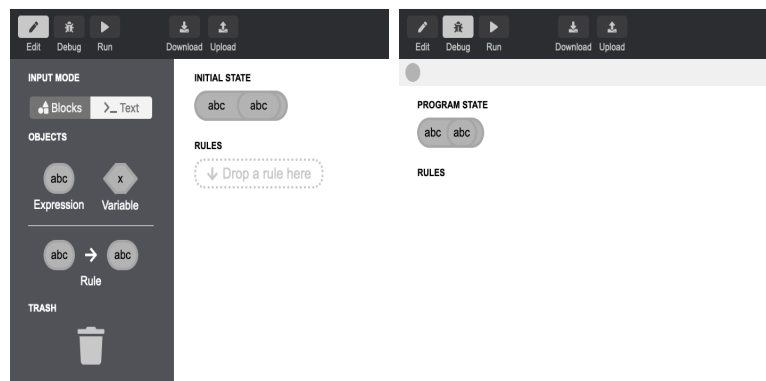 Edit Debug Run Download Upload
INPUT MODE
Blocks >_ Text
OBJECTS
abc x
Expression Variable
abc → abc
Rule
TRASH
INITIAL STATE
abc abc
RULES
↓ Drop a rule here
Edit Debug Run Download Upload
PROGRAM STATE
abc abc
RULES